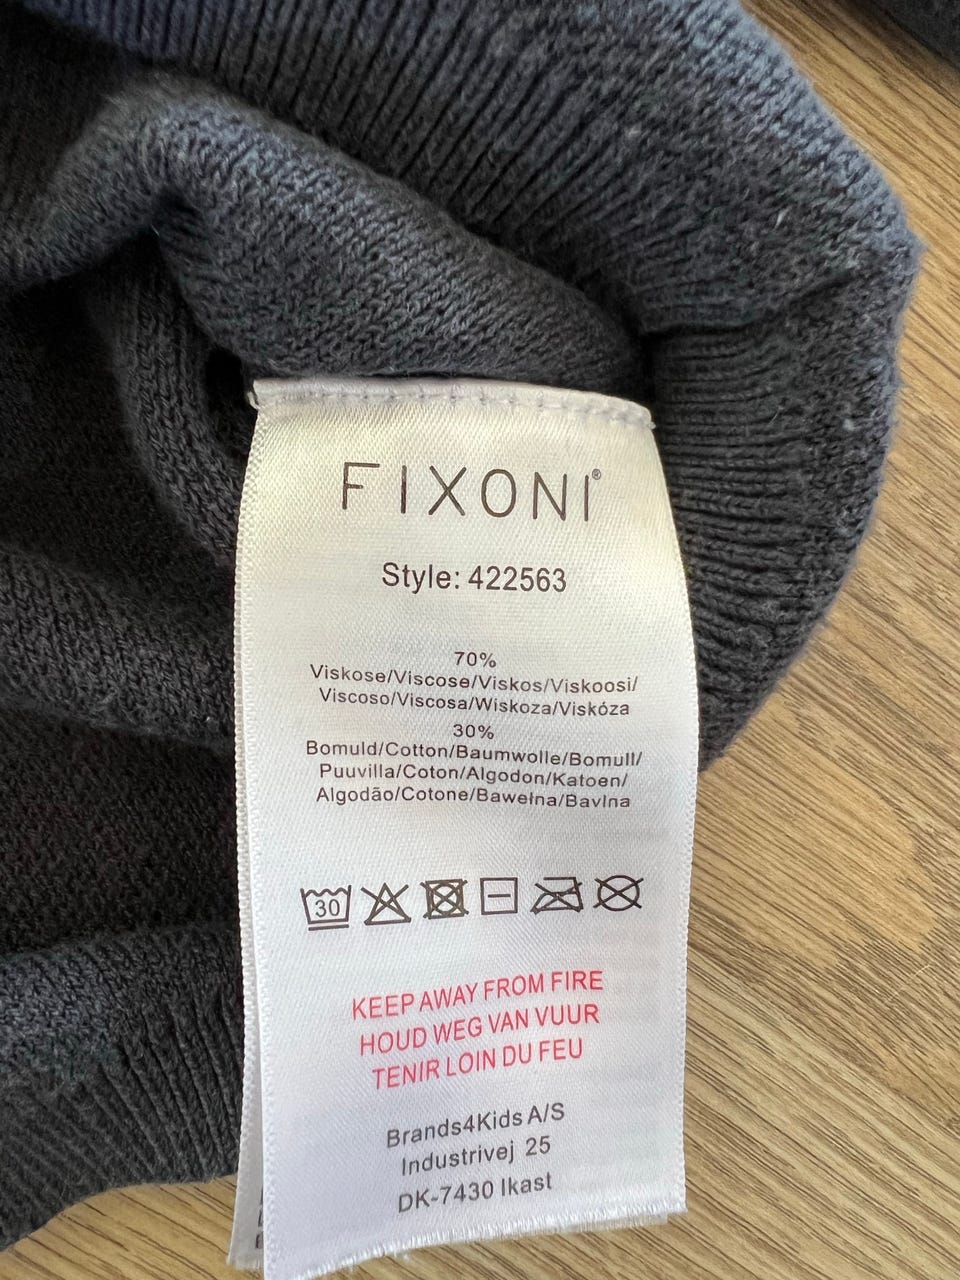 FIXONI®
Style: 422563
70%
Viskose/Viscose/Viskos/Viskoosi/
Viscoso/Viscosa/Wiskoza/Viskóza
30%
Bomuld/Cotton/Baumwolle/Bomull/
Puuvilla/Coton/Algodon/Katoen/
Algodão/Cotone/Bawełna/Bavlna
30
KEEP AWAY FROM FIRE
HOUD WEG VAN VUUR
TENIR LOIN DU FEU
Brands4Kids A/S
Industrivej 25
DK-7430 Ikast